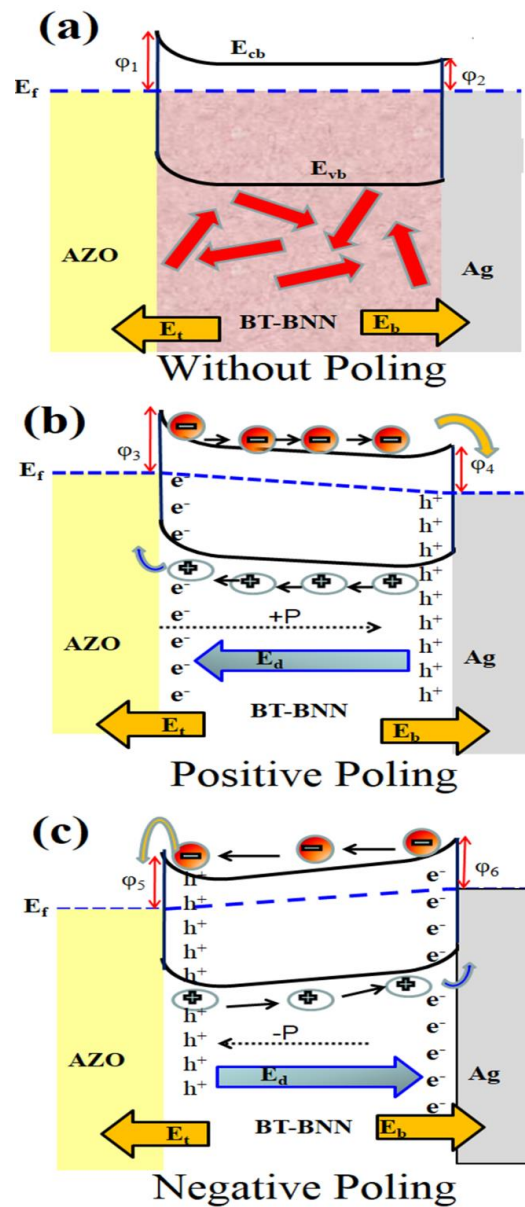 (a)
φ1
Ecb
φ2
Ef
Evb
AZO
Ag
Et
BT-BNN
Eb
Without Poling
(b)
− − − −
φ3
φ4
Ef
e-
h+
e-
h+
e-
h+
h+
+ + + +
e-
h+
e-
+P
h+
e-
h+
AZO
e-
Ed
h+
Ag
e-
h+
e-
h+
Et
BT-BNN
Eb
Positive Poling
(c)
− − −
φ5
h+
e-
φ6
Ef
h+
e-
h+
e-
h+
e-
h+
+ + +
h+
e-
h+
-P
e-
AZO
h+
Ed
e-
Ag
h+
e-
e-
Et
BT-BNN
Eb
Negative Poling